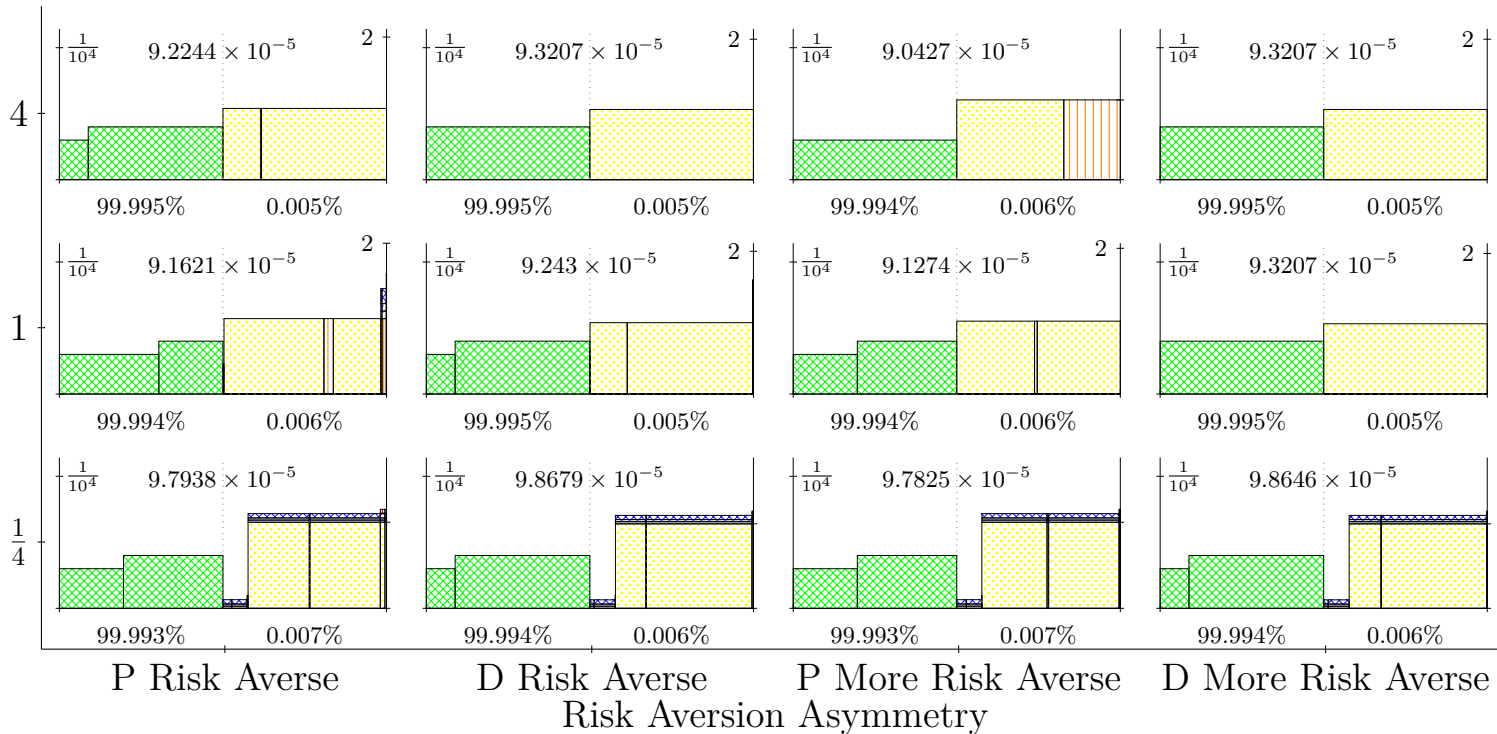 1/10^4 9.2244 × 10^-5 2 1/10^4 9.3207 × 10^-5 2 1/10^4 9.0427 × 10^-5 1/10^4 9.3207 × 10^-5 2
4
99.995% 0.005% 99.995% 0.005% 99.994% 0.006% 99.995% 0.005%
1/10^4 9.1621 × 10^-5 2 1/10^4 9.243 × 10^-5 2 1/10^4 9.1274 × 10^-5 2 1/10^4 9.3207 × 10^-5 2
1
99.994% 0.006% 99.995% 0.005% 99.994% 0.006% 99.995% 0.005%
1/10^4 9.7938 × 10^-5 1/10^4 9.8679 × 10^-5 1/10^4 9.7825 × 10^-5 1/10^4 9.8646 × 10^-5
1/4
99.993% 0.007% 99.994% 0.006% 99.993% 0.007% 99.994% 0.006%
P Risk Averse D Risk Averse P More Risk Averse D More Risk Averse
Risk Aversion Asymmetry